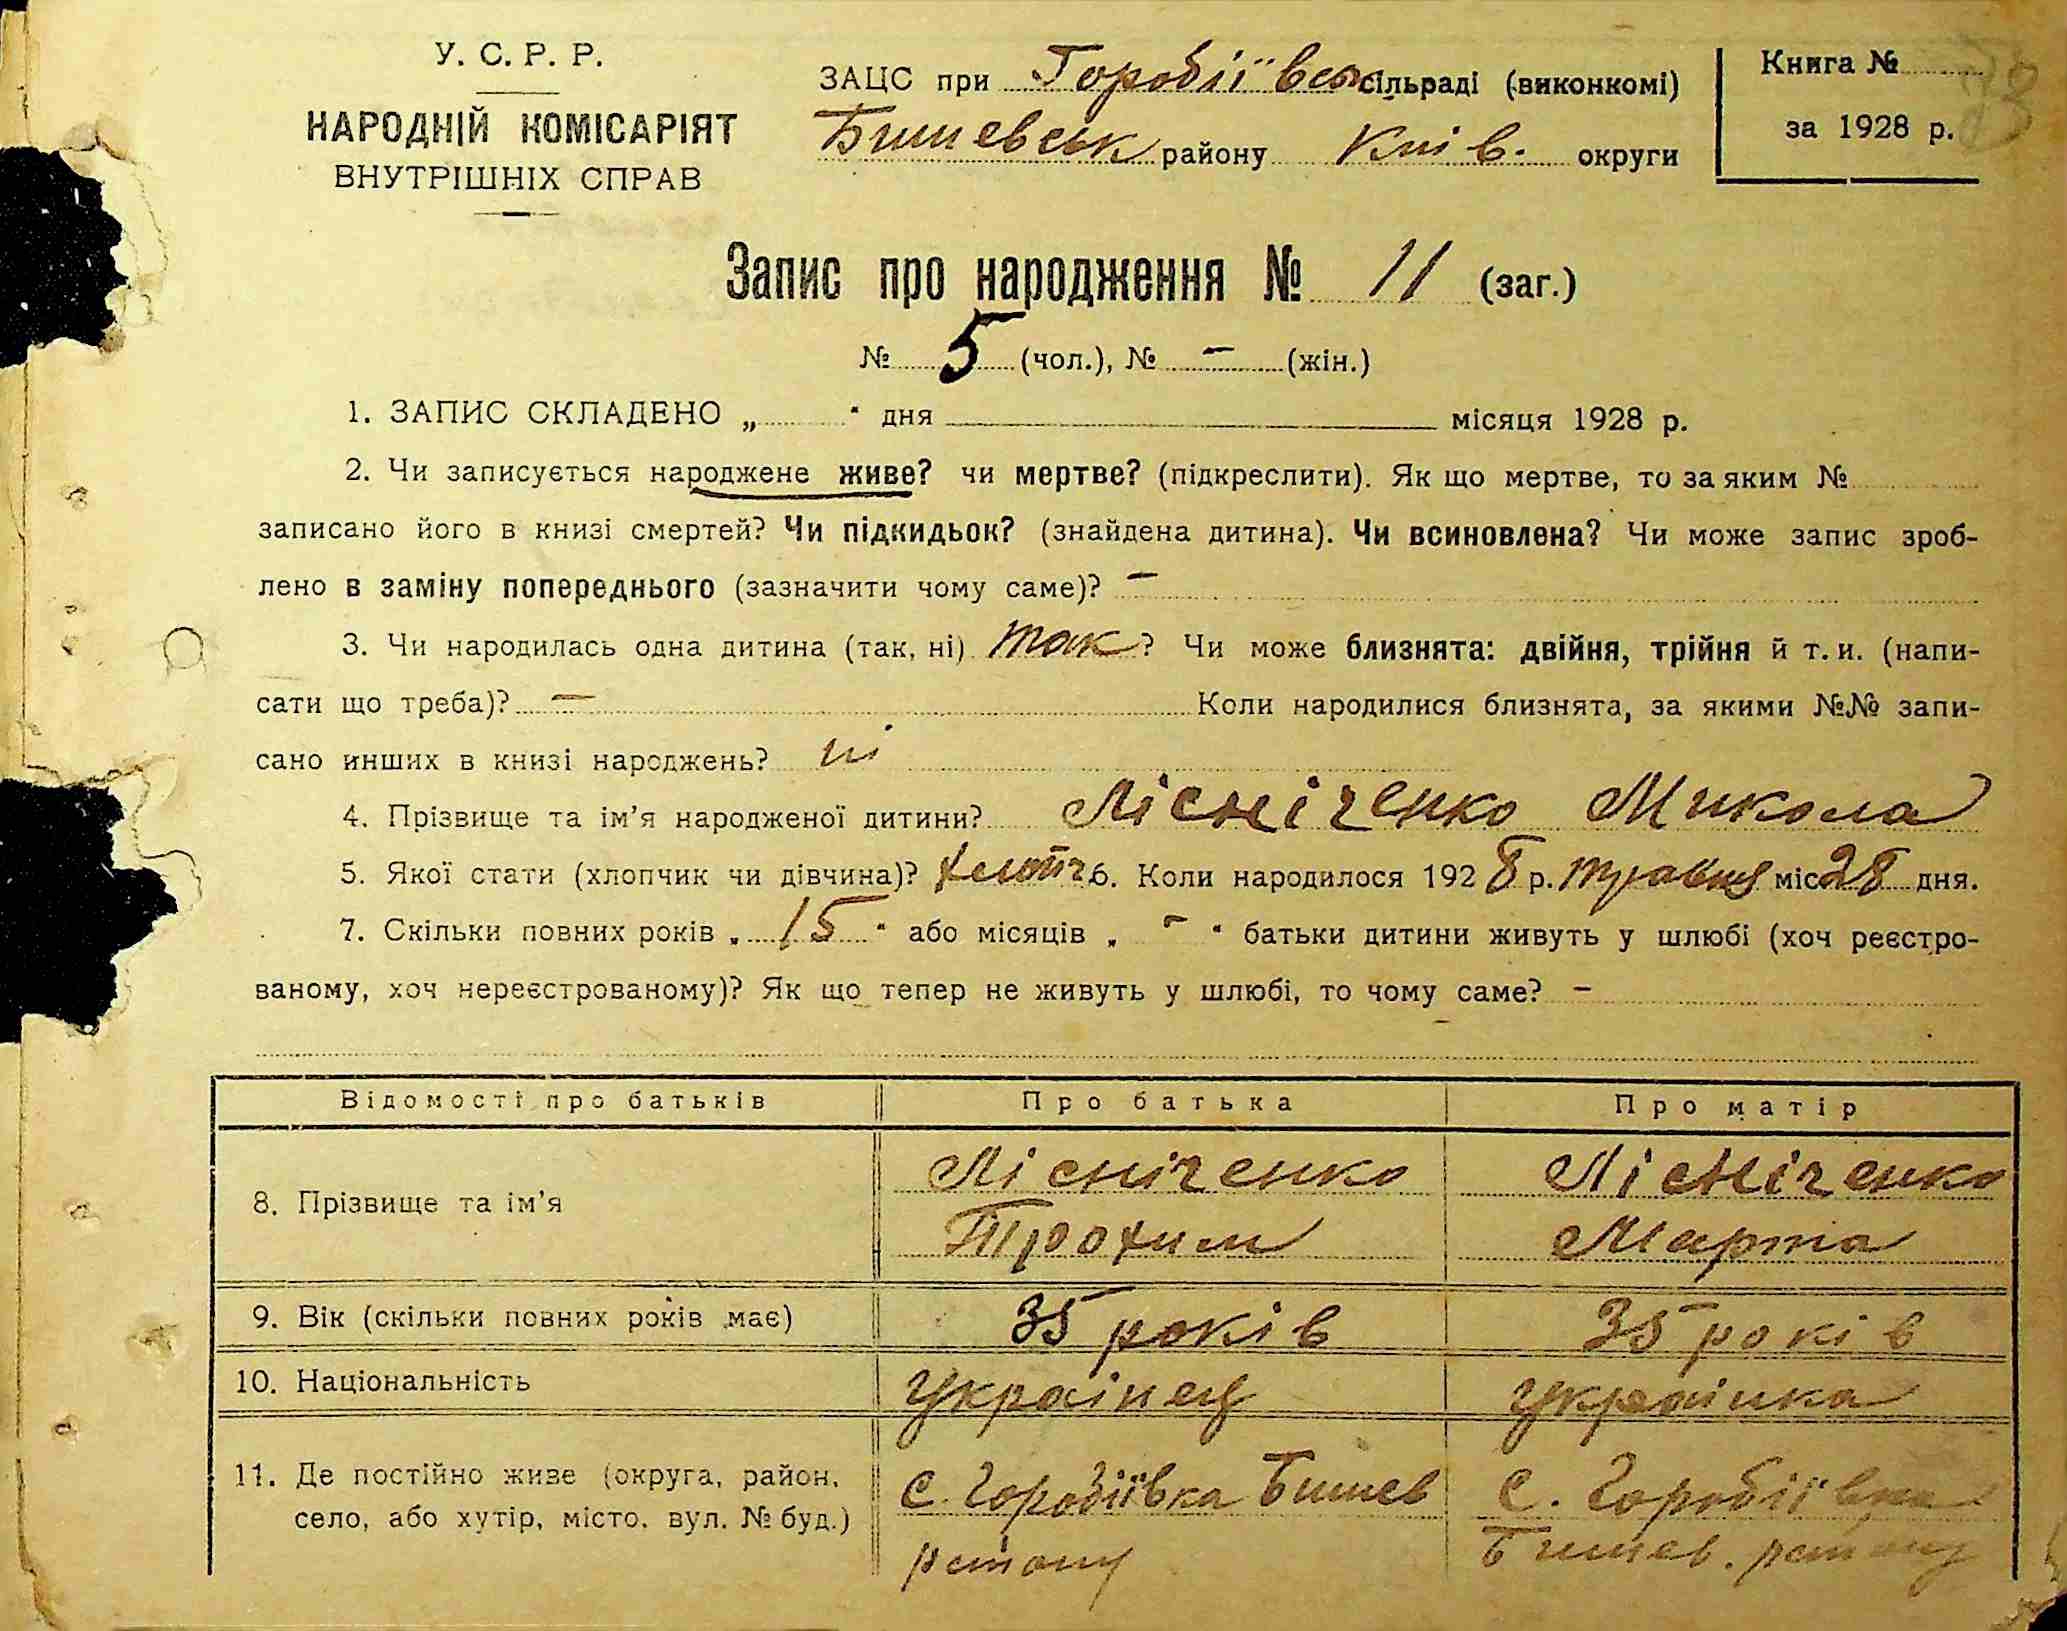 У. С. Р. Р.
НАРОДНІЙ КОМІСАРІЯТ
ВНУТРІШНІХ СПРАВ
ЗАЦС при Горобіївськ сільраді (виконкомі)
Бишевськ району Київ. округи
Книга №
за 1928 р.
Запис про народження № 11 (заг.)
№ 5 (чол.), № – (жін.)
1. ЗАПИС СКЛАДЕНО „ “ дня місяця 1928 р.
2. Чи записується народжене живе? чи мертве? (підкреслити). Як що мертве, то за яким №
записано його в книзі смертей? Чи підкидьок? (знайдена дитина). Чи всиновлена? Чи може запис зроб-
лено в заміну попереднього (зазначити чому саме)? –
3. Чи народилась одна дитина (так, ні) так? Чи може близнята: двійня, трійня й т. и. (напи-
сати що треба)? – Коли народилися близнята, за якими №№ запи-
сано инших в книзі народжень? ні
4. Прізвище та ім'я народженої дитини? Лісніченко Микола
5. Якої стати (хлопчик чи дівчина)? хлопч 6. Коли народилося 1928 р. травня міс 28 дня.
7. Скільки повних років „ 15 “ або місяців „ – “ батьки дитини живуть у шлюбі (хоч реєстро-
ваному, хоч нереєстрованому)? Як що тепер не живуть у шлюбі, то чому саме? –
Відомості про батьків Про батька Про матір
8. Прізвище та ім'я Лісніченко Лісніченко
Трохим Марта
9. Вік (скільки повних років має) 35 років 35 років
10. Національність Українец Українка
11. Де постійно живе (округа, район, с. Горобіївка Бишев с. Горобіївка
село, або хутір, місто, вул. № буд.) району Бишев. району